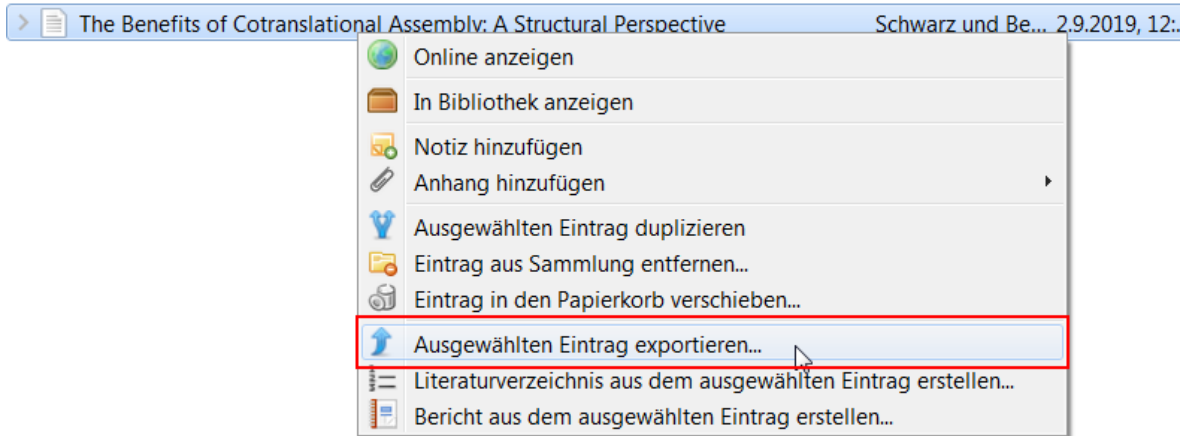 The Benefits of Cotranslational Assembly: A Structural Perspective Schwarz und Be... 2.9.2019, 12:..
Online anzeigen
In Bibliothek anzeigen
Notiz hinzufügen
Anhang hinzufügen
Ausgewählten Eintrag duplizieren
Eintrag aus Sammlung entfernen...
Eintrag in den Papierkorb verschieben...
Ausgewählten Eintrag exportieren...
Literaturverzeichnis aus dem ausgewählten Eintrag erstellen...
Bericht aus dem ausgewählten Eintrag erstellen...